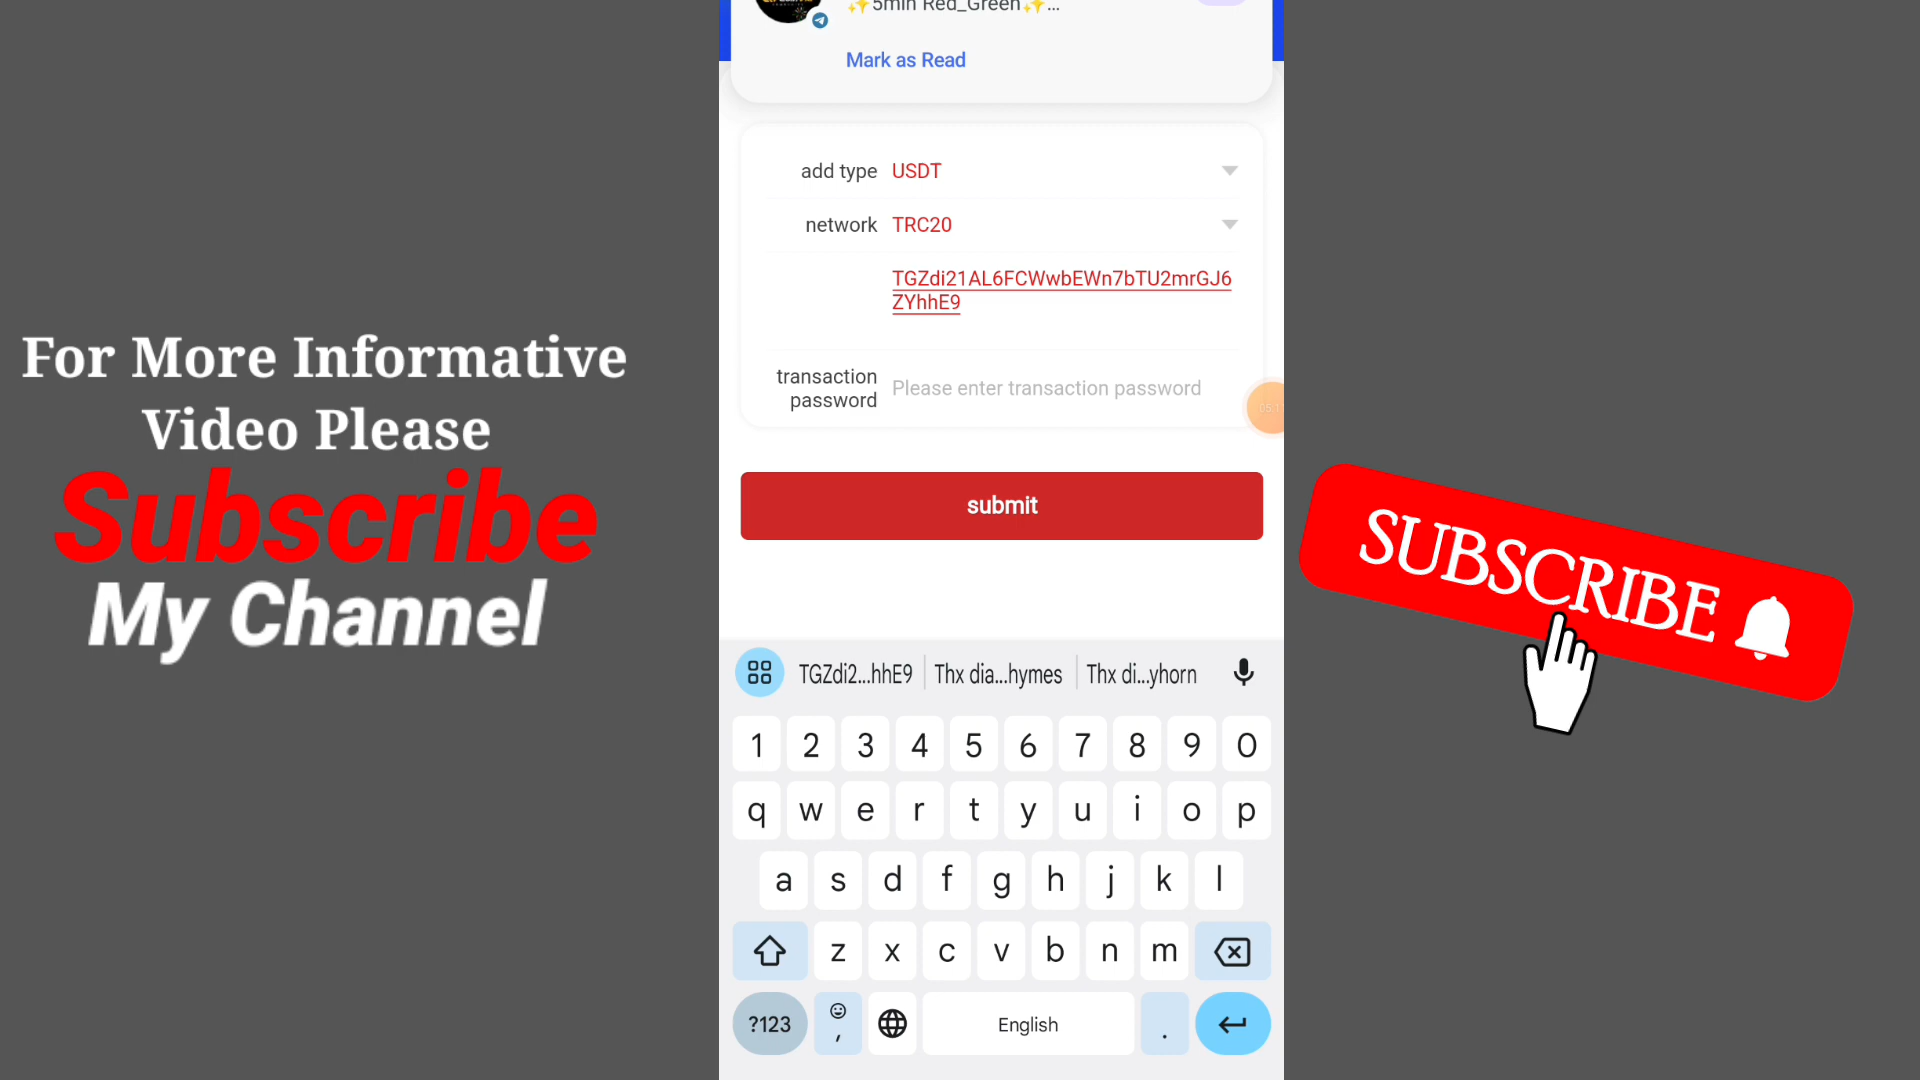 For More Informative
Video Please
Subscribe
My Channel
✨5min Red_Green✨...
Mark as Read
add type USDT
network TRC20
TGZdi21AL6FCWwbEWn7bTU2mrGJ6
ZYhhE9
transaction
password
Please enter transaction password
submit
TGZdi2...hhE9 Thx dia...hymes Thx di...yhorn
1 2 3 4 5 6 7 8 9 0
q w e r t y u i o p
a s d f g h j k l
z x c v b n m
?123 , English .
SUBSCRIBE